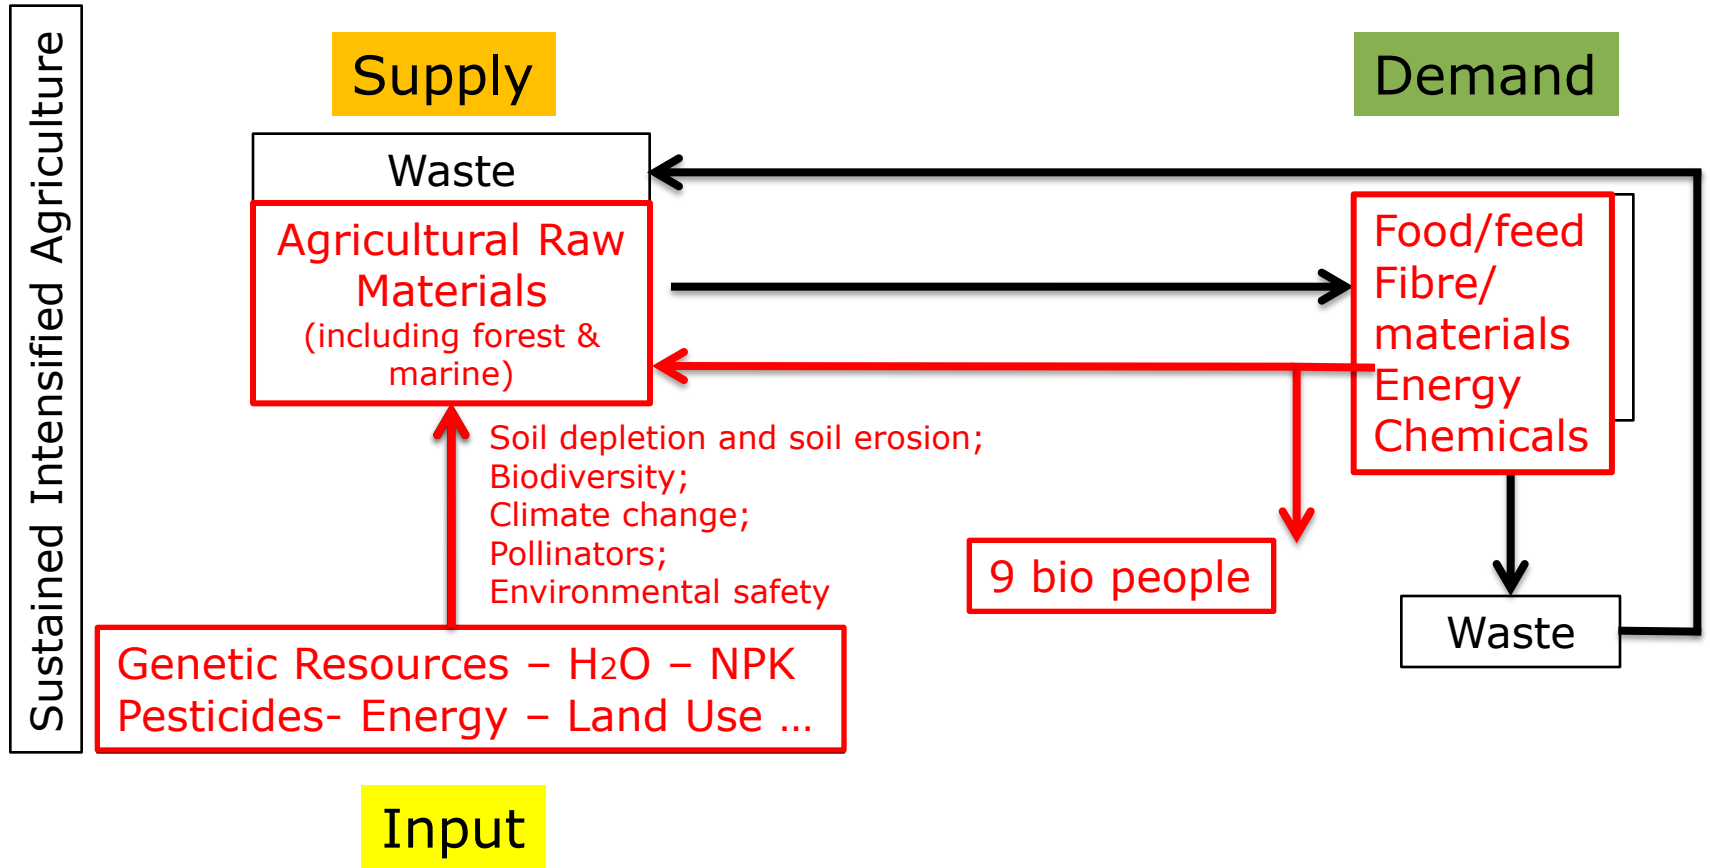 Sustained Intensified Agriculture
Supply
Demand
Waste
Agricultural Raw
Materials
(including forest &
marine)
Food/feed
Fibre/
materials
Energy
Chemicals
Soil depletion and soil erosion;
Biodiversity;
Climate change;
Pollinators;
Environmental safety
9 bio people
Waste
Genetic Resources – H2O – NPK
Pesticides- Energy – Land Use ...
Input